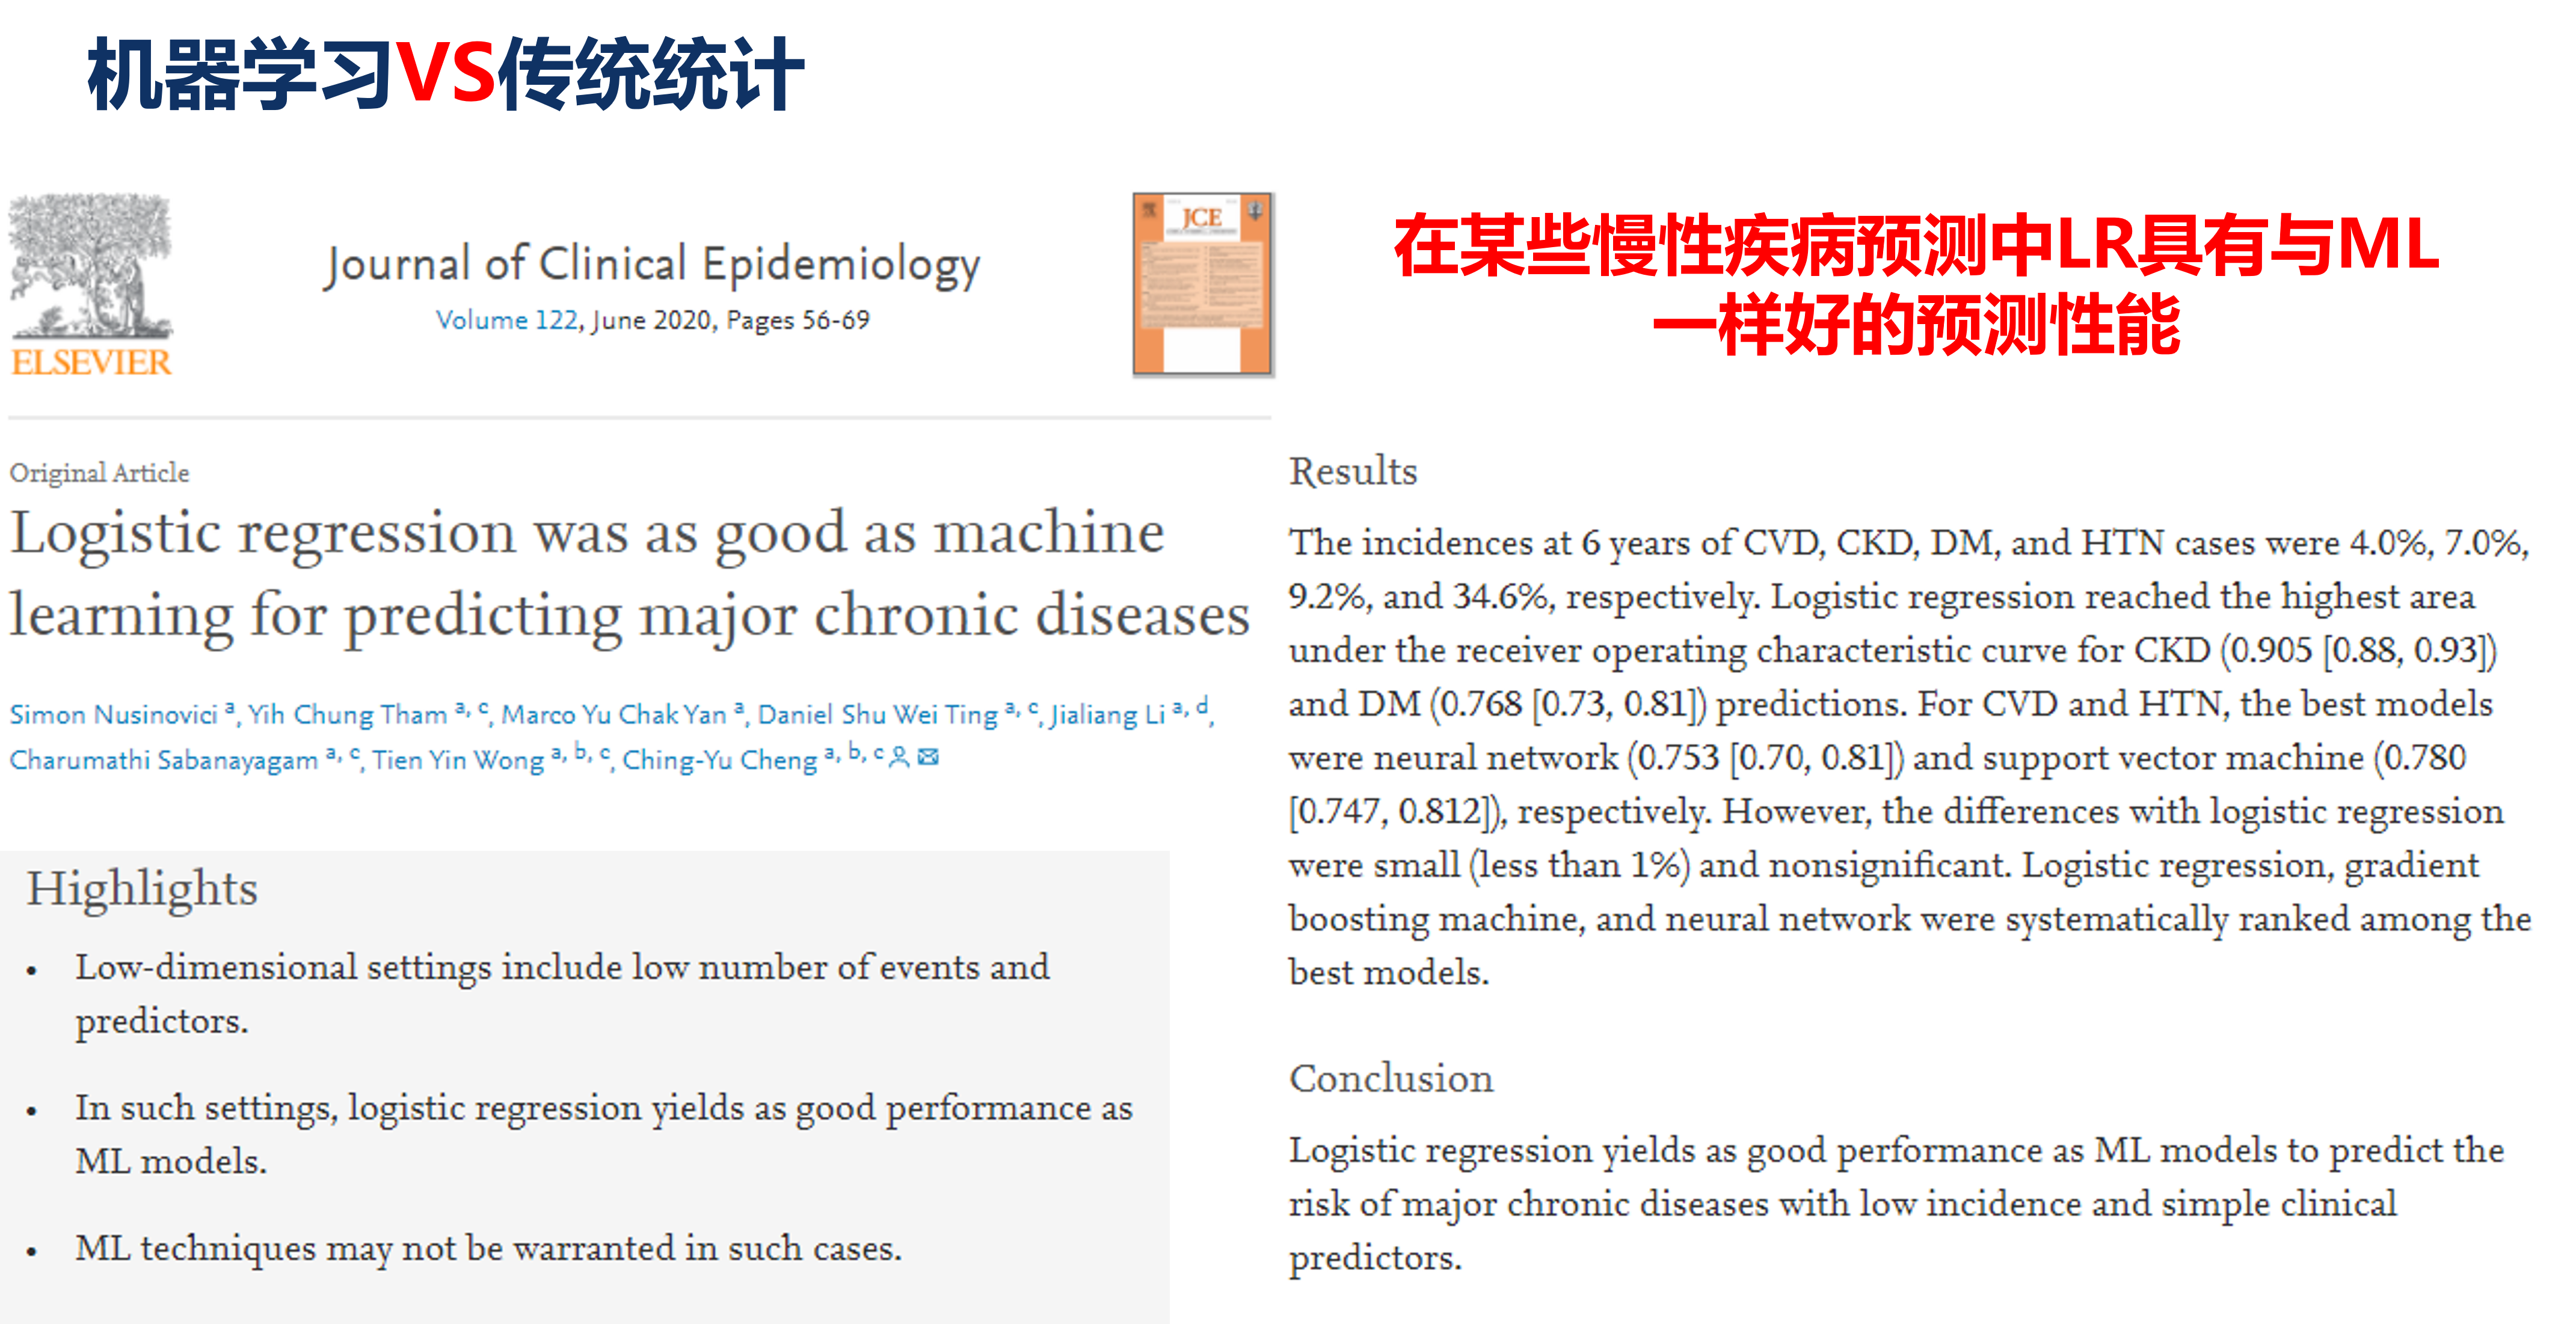 机器学习VS传统统计
ELSEVIER
Journal of Clinical Epidemiology
Volume 122, June 2020, Pages 56-69
JCE
在某些慢性疾病预测中LR具有与ML
一样好的预测性能
Original Article
Logistic regression was as good as machine
learning for predicting major chronic diseases
Simon Nusinovici a, Yih Chung Tham a, c, Marco Yu Chak Yan a, Daniel Shu Wei Ting a, c, Jialiang Li a, d,
Charumathi Sabanayagam a, c, Tien Yin Wong a, b, c, Ching-Yu Cheng a, b, c
Highlights
• Low-dimensional settings include low number of events and
predictors.
• In such settings, logistic regression yields as good performance as
ML models.
• ML techniques may not be warranted in such cases.
Results
The incidences at 6 years of CVD, CKD, DM, and HTN cases were 4.0%, 7.0%,
9.2%, and 34.6%, respectively. Logistic regression reached the highest area
under the receiver operating characteristic curve for CKD (0.905 [0.88, 0.93])
and DM (0.768 [0.73, 0.81]) predictions. For CVD and HTN, the best models
were neural network (0.753 [0.70, 0.81]) and support vector machine (0.780
[0.747, 0.812]), respectively. However, the differences with logistic regression
were small (less than 1%) and nonsignificant. Logistic regression, gradient
boosting machine, and neural network were systematically ranked among the
best models.
Conclusion
Logistic regression yields as good performance as ML models to predict the
risk of major chronic diseases with low incidence and simple clinical
predictors.